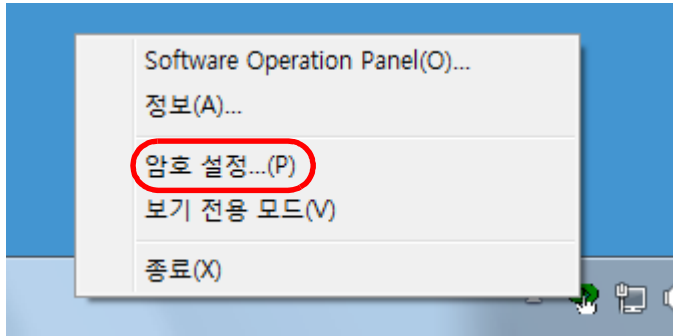 Software Operation Panel(O)...
정보(A)...
암호 설정...(P)
보기 전용 모드(V)
종료(X)